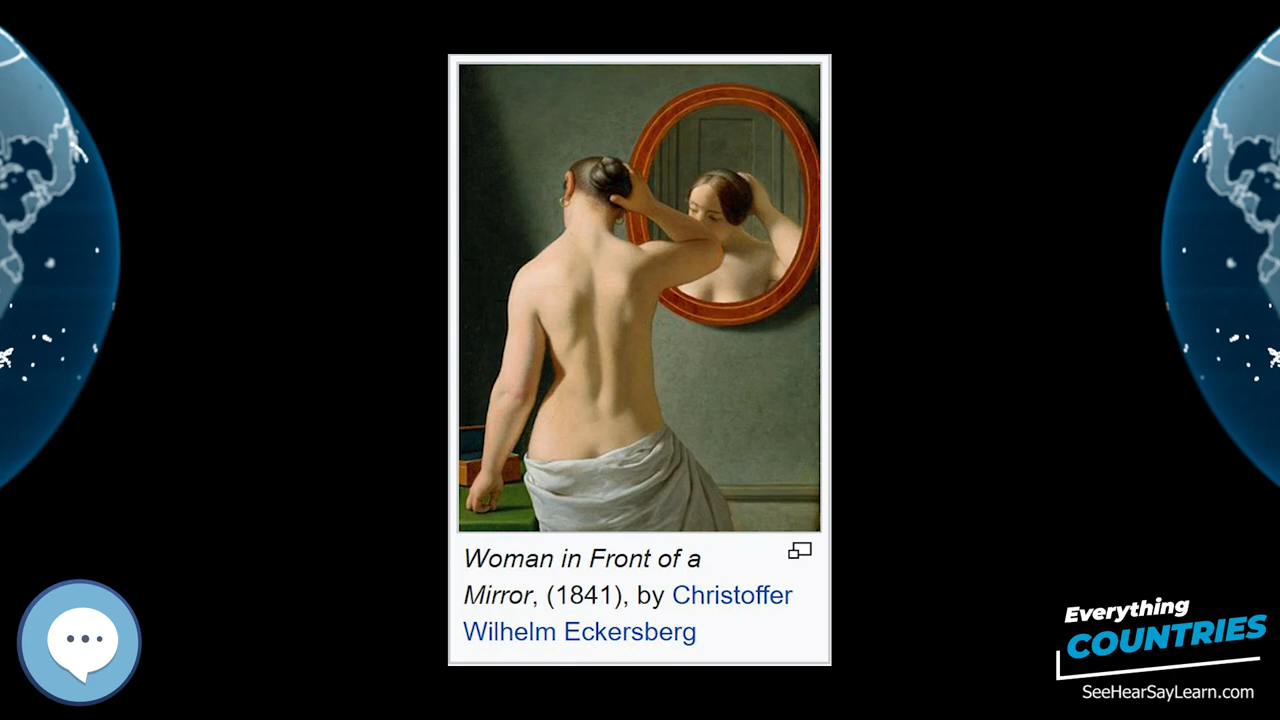 Woman in Front of a
Mirror, (1841), by Christoffer
Wilhelm Eckersberg
Everything
COUNTRIES
SeeHearSayLearn.com